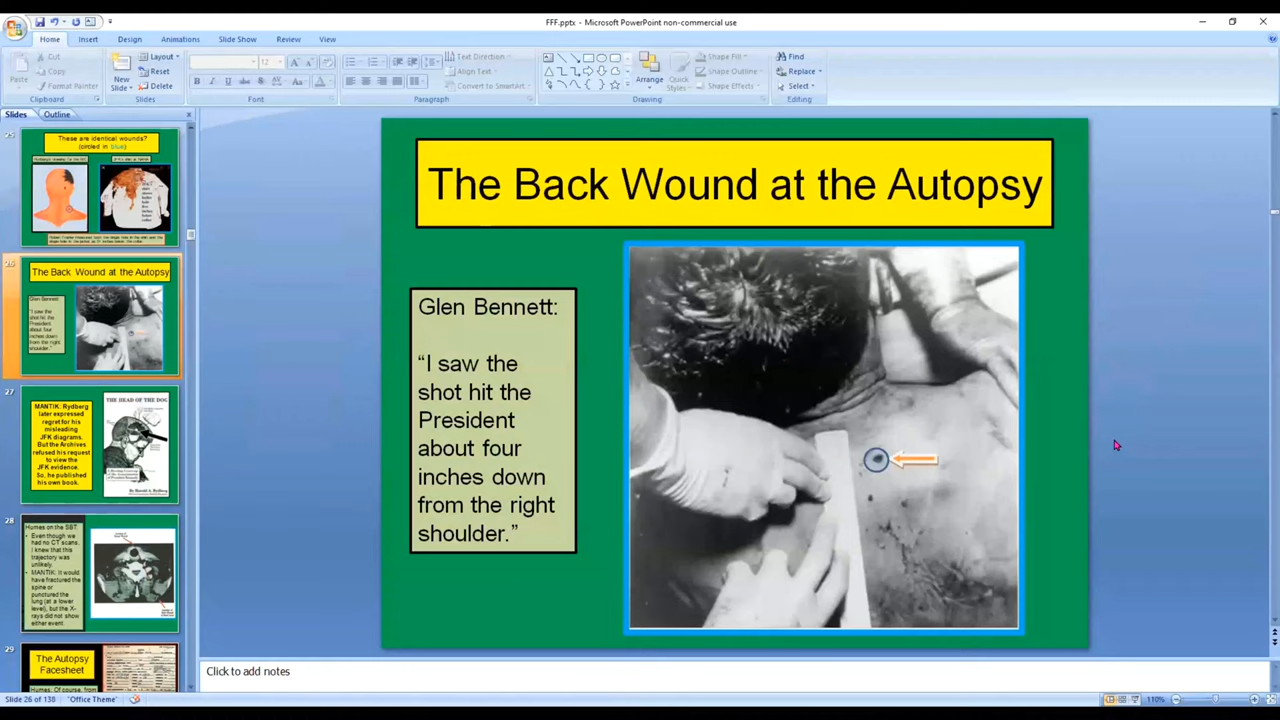 FFF.pptx - Microsoft PowerPoint non-commercial use
Home Insert Design Animations Slide Show Review View
Paste
Cut
Copy
Format Painter
Clipboard
New
Slide
Layout
Reset
Delete
Slides
12
Font
Text Direction
Align Text
Convert to SmartArt
Paragraph
Arrange
Quick
Styles
Shape Fill
Shape Outline
Shape Effects
Drawing
Find
Replace
Select
Editing
Slides Outline
25
These are identical wounds?
(circled in blue)
26
The Back Wound at the Autopsy
Glen Bennett:
"I saw the
shot hit the
President
about four
inches down
from the right
shoulder."
27
MANTIK: Rydberg
later expressed
regret for his
misleading
JFK diagrams.
But the Archives
refused his request
to view the
JFK evidence.
So, he published
his own book.
THE HEAD OF THE DOG
28
Humes on the SBT:
• Even though we
had no CT scans,
I knew that this
trajectory was
unlikely.
• MANTIK: It would
have fractured the
spine or
punctured the
lung (at a lower
level), but the X-
rays did not show
either event.
29
The Autopsy
Facesheet
Humes: Of course, from
The Back Wound at the Autopsy
Glen Bennett:
“I saw the
shot hit the
President
about four
inches down
from the right
shoulder.”
Click to add notes
Slide 26 of 138 "Office Theme" 110%